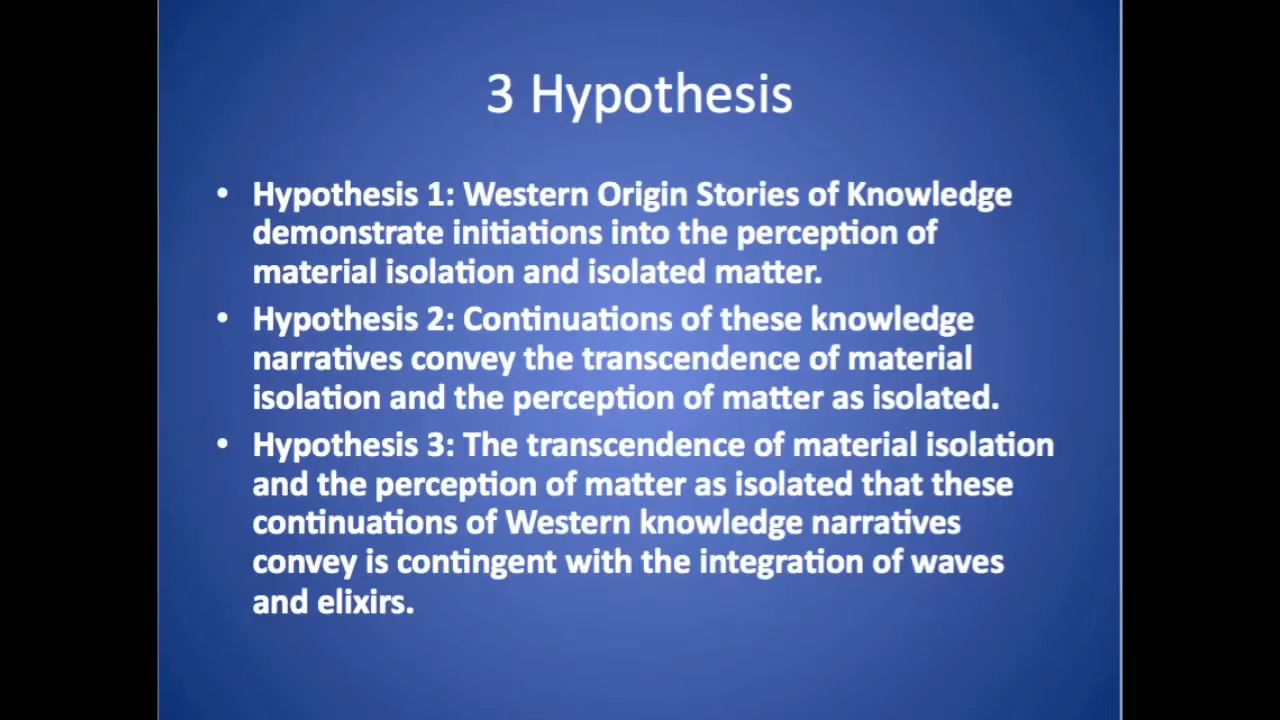 3 Hypothesis
• Hypothesis 1: Western Origin Stories of Knowledge
demonstrate initiations into the perception of
material isolation and isolated matter.
• Hypothesis 2: Continuations of these knowledge
narratives convey the transcendence of material
isolation and the perception of matter as isolated.
• Hypothesis 3: The transcendence of material isolation
and the perception of matter as isolated that these
continuations of Western knowledge narratives
convey is contingent with the integration of waves
and elixirs.